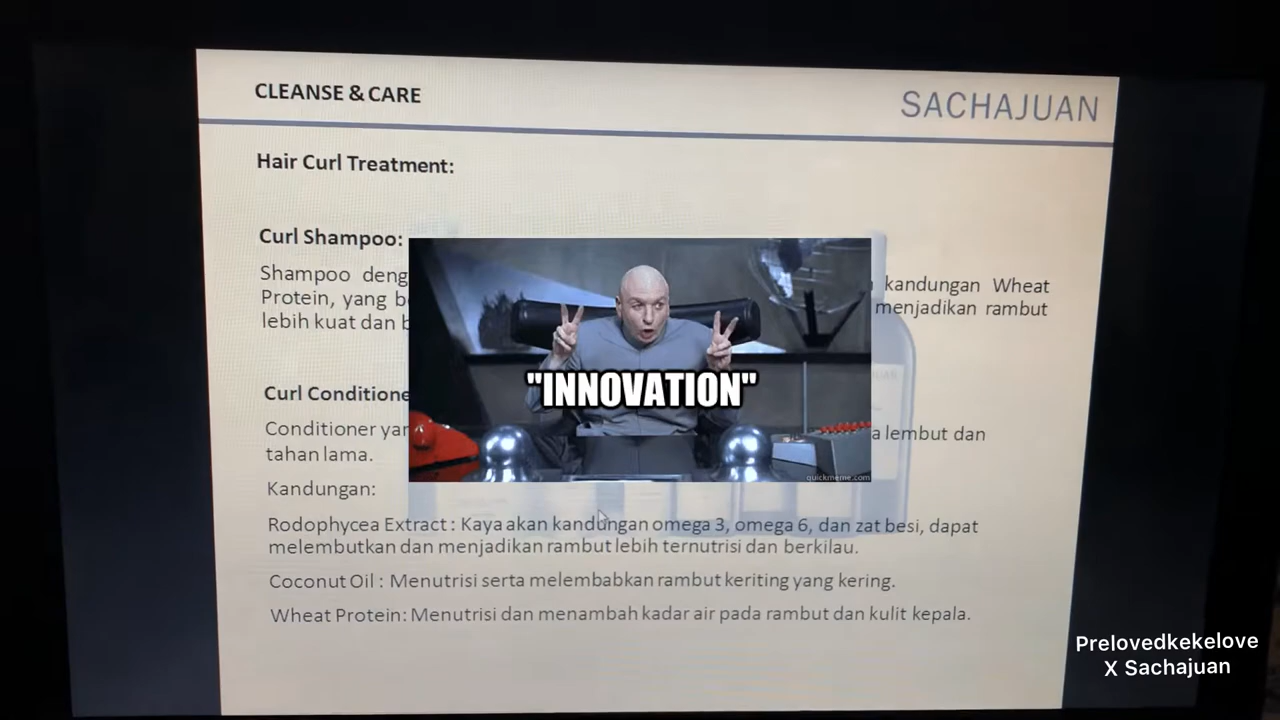 CLEANSE & CARE
SACHAJUAN
Hair Curl Treatment:
Curl Shampoo:
Shampoo deng kandungan Wheat
Protein, yang b menjadikan rambut
lebih kuat dan b
"INNOVATION"
quickmeme.com
Curl Conditione
Conditioner yan a lembut dan
tahan lama.
Kandungan:
Rodophycea Extract : Kaya akan kandungan omega 3, omega 6, dan zat besi, dapat
melembutkan dan menjadikan rambut lebih ternutrisi dan berkilau.
Coconut Oil : Menutrisi serta melembabkan rambut keriting yang kering.
Wheat Protein: Menutrisi dan menambah kadar air pada rambut dan kulit kepala.
Prelovedkekelove
X Sachajuan